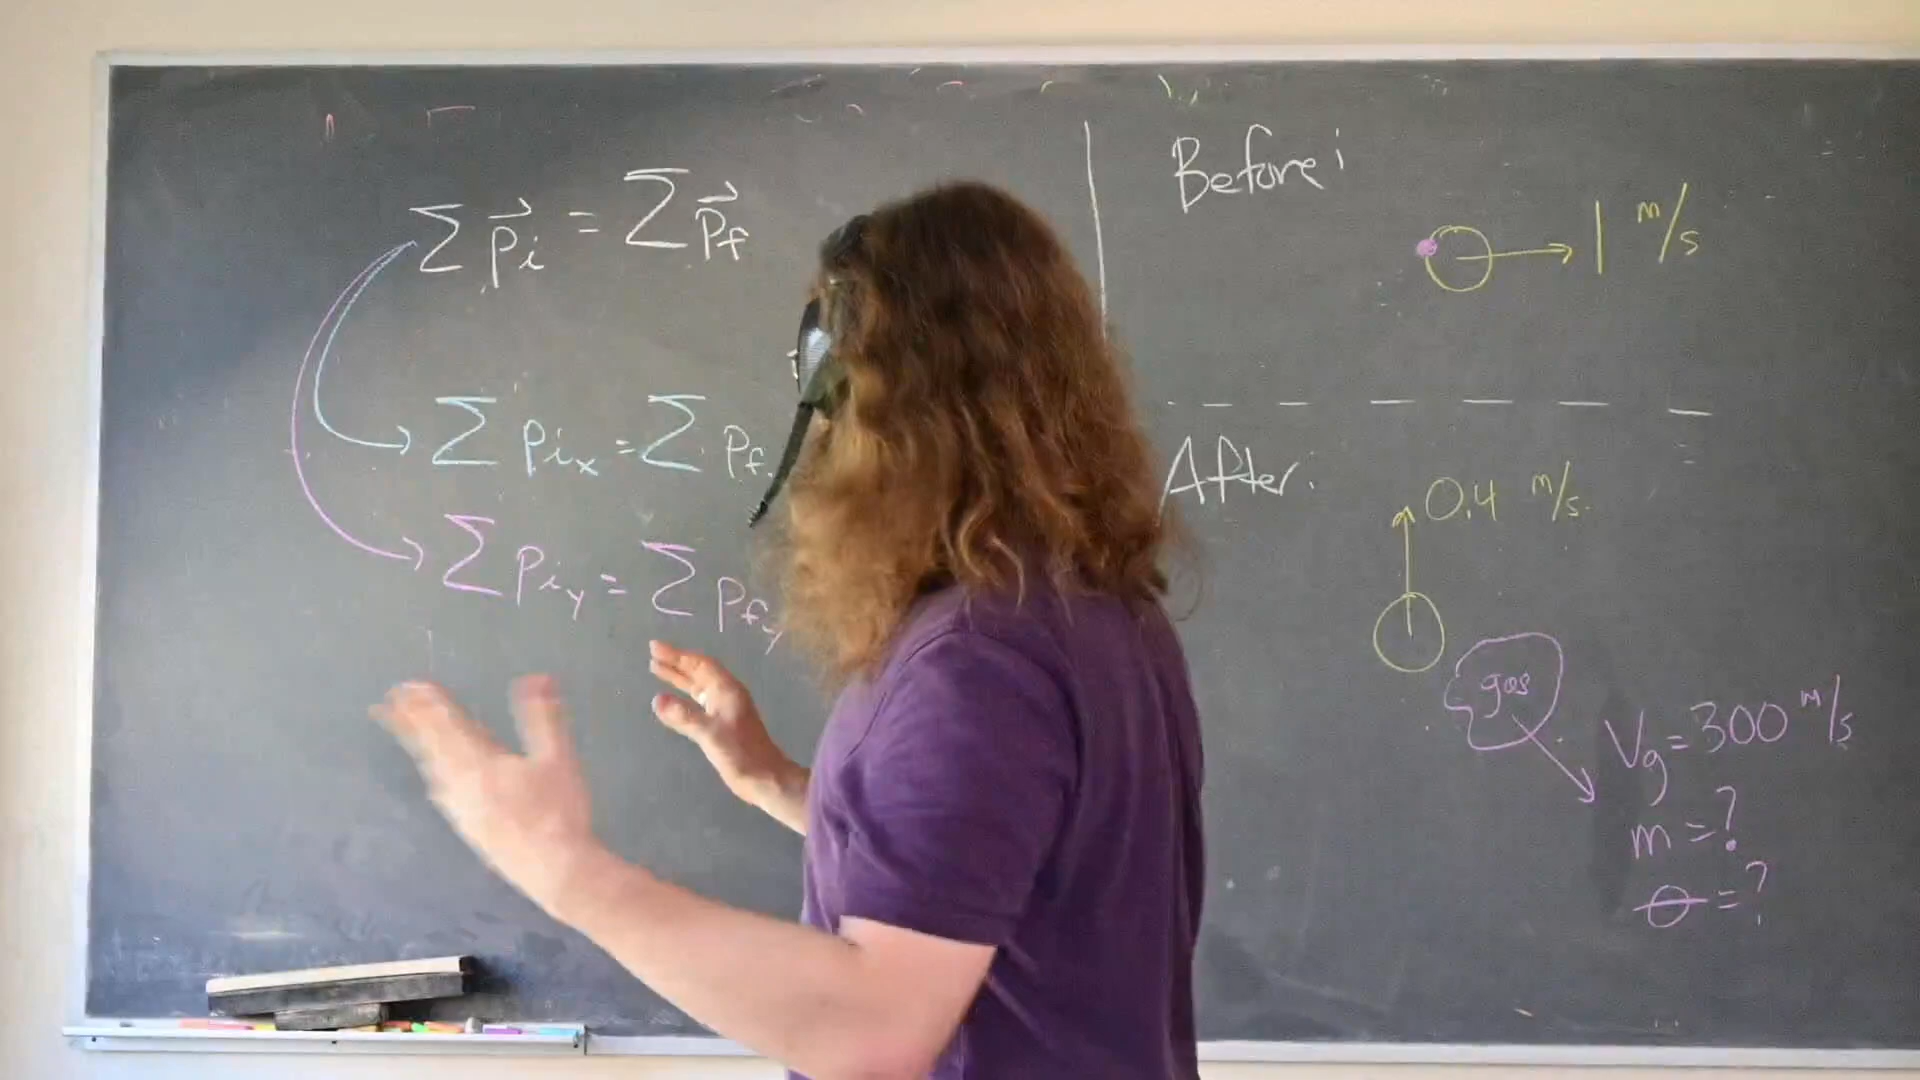 Σ p⃗i = Σ p⃗f
Σ pix = Σ pf
Σ piy = Σ pfy
Before:
1 m/s
After:
0.4 m/s
gas
Vg = 300 m/s
m = ?
θ = ?